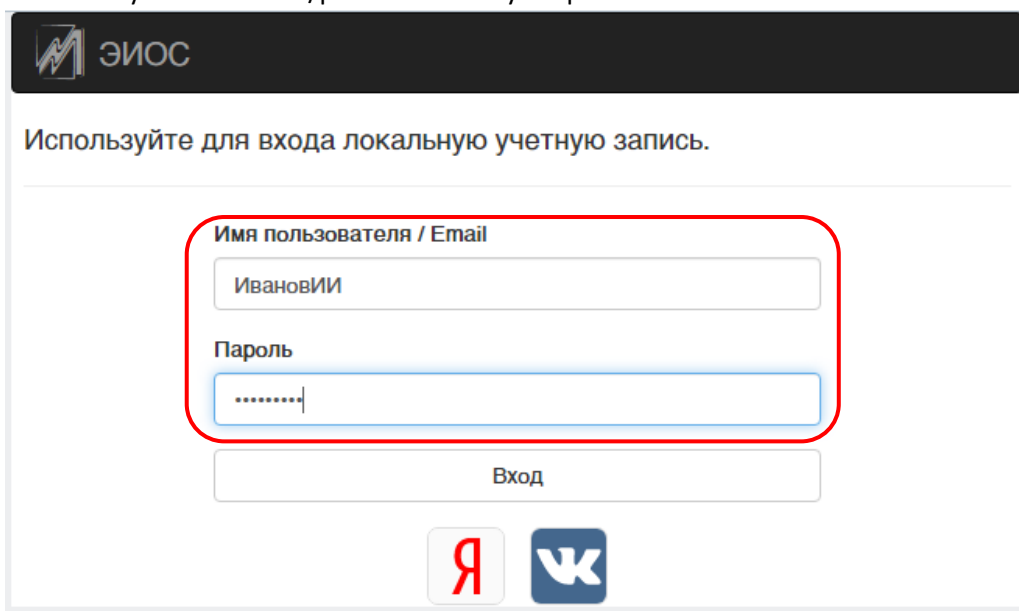 ЭИОС
Используйте для входа локальную учетную запись.
Имя пользователя / Email
ИвановИИ
Пароль
•••••••••
Вход
Я